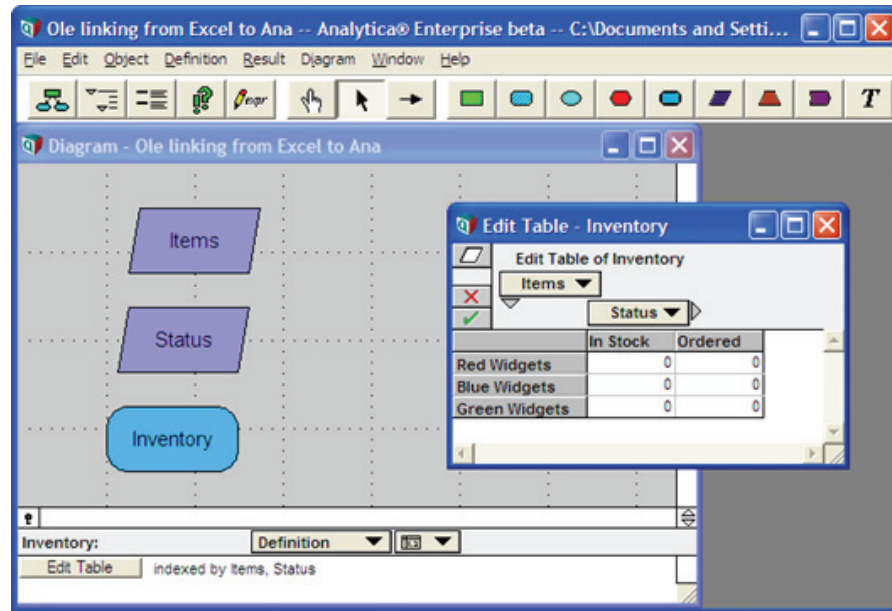 Ole linking from Excel to Ana -- Analytica® Enterprise beta -- C:\Documents and Setti...
File Edit Object Definition Result Diagram Window Help
expr T
Diagram - Ole linking from Excel to Ana
Items
Status
Inventory
Edit Table - Inventory
Edit Table of Inventory
Items
Status
In Stock Ordered
Red Widgets 0 0
Blue Widgets 0 0
Green Widgets 0 0
Inventory: Definition
Edit Table indexed by Items, Status